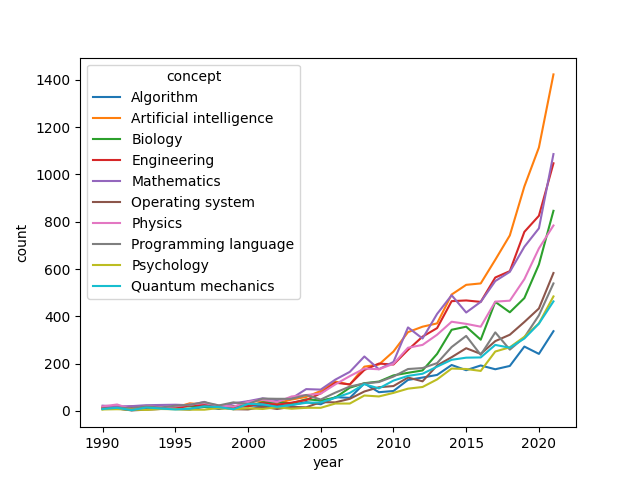 concept
Algorithm
Artificial intelligence
Biology
Engineering
Mathematics
Operating system
Physics
Programming language
Psychology
Quantum mechanics
count
1400
1200
1000
800
600
400
200
0
1990 1995 2000 2005 2010 2015 2020
year